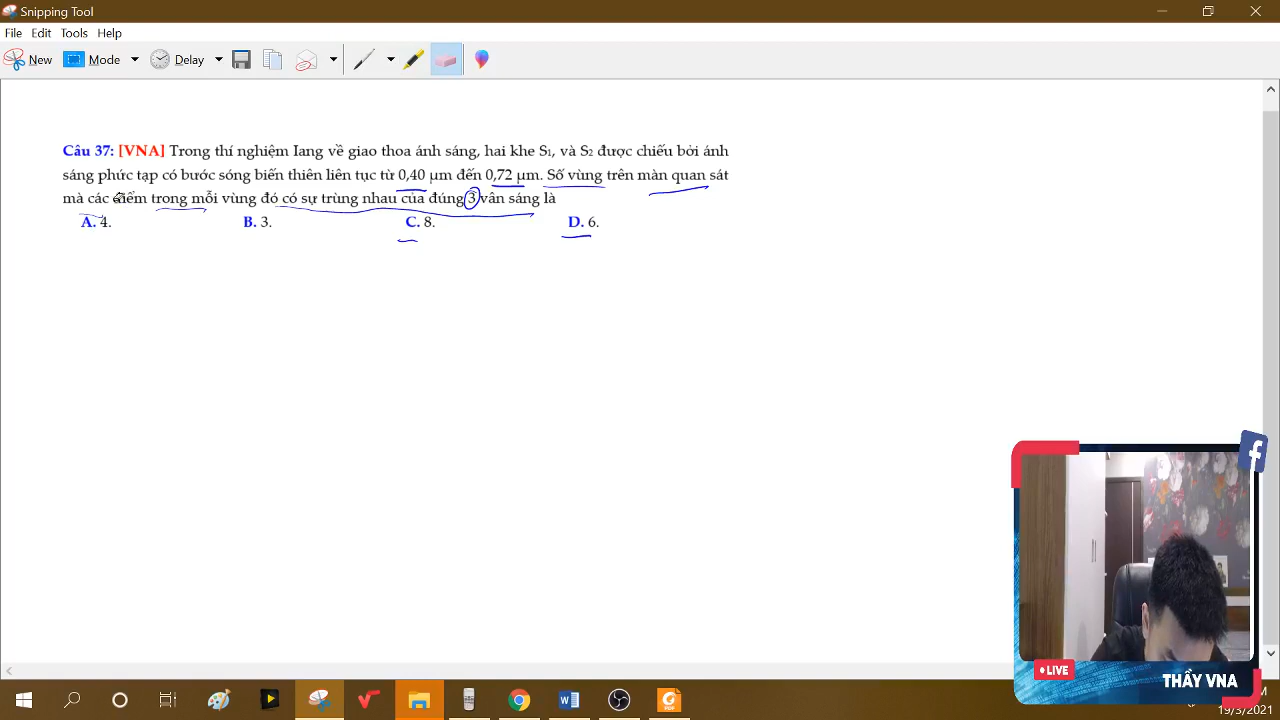 Snipping Tool
File Edit Tools Help
New Mode Delay
Câu 37: [VNA] Trong thí nghiệm Iang về giao thoa ánh sáng, hai khe S₁, và S₂ được chiếu bởi ánh
sáng phức tạp có bước sóng biến thiên liên tục từ 0,40 μm đến 0,72 μm. Số vùng trên màn quan sát
mà các điểm trong mỗi vùng đó có sự trùng nhau của đúng 3 vân sáng là
A. 4. B. 3. C. 8. D. 6.
LIVE
THẦY VNA
19/3/2021